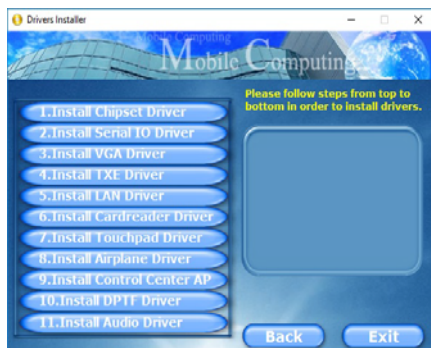 Drivers Installer
Mobile Computing
Mobile Computing
Please follow steps from top to
bottom in order to install drivers.
1.Install Chipset Driver
2.Install Serial IO Driver
3.Install VGA Driver
4.Install TXE Driver
5.Install LAN Driver
6.Install Cardreader Driver
7.Install Touchpad Driver
8.Install Airplane Driver
9.Install Control Center AP
10.Install DPTF Driver
11.Install Audio Driver
Back
Exit